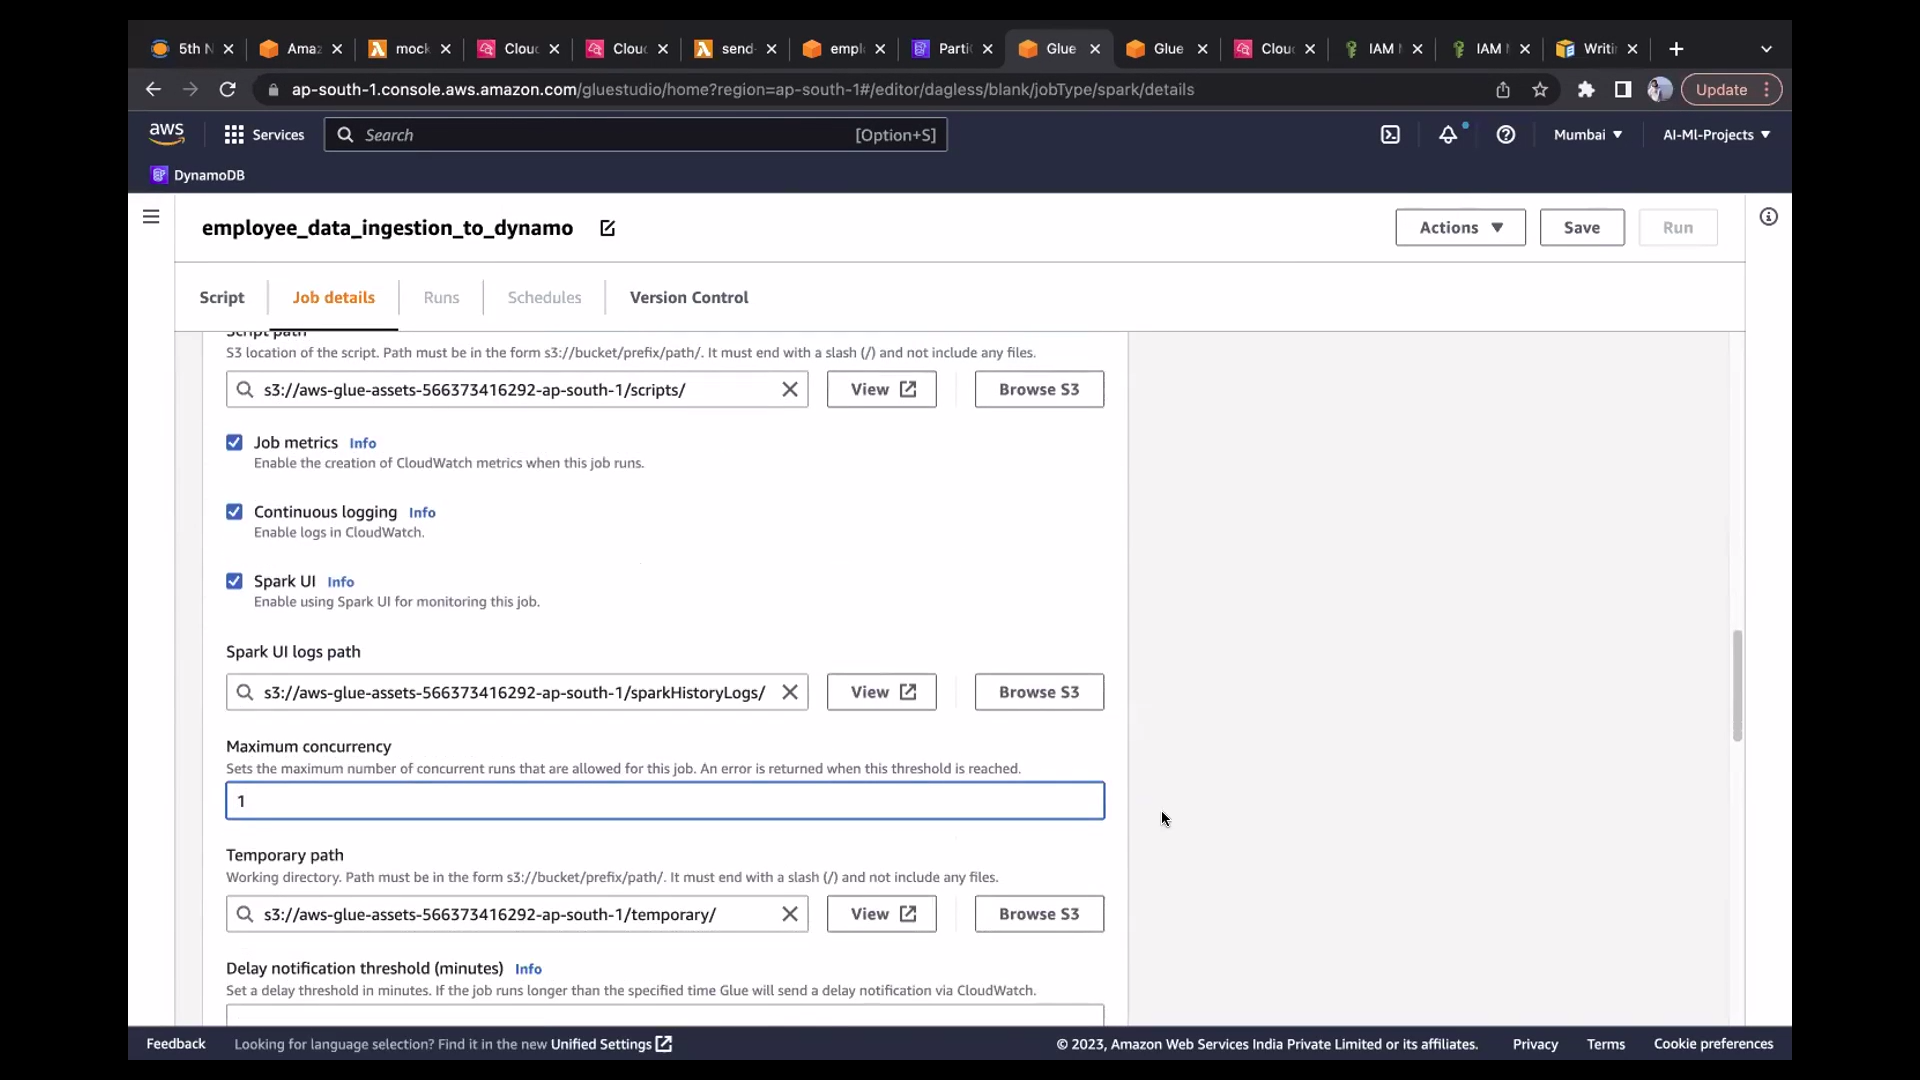 5th N
Amaz
mock
Cloud
Cloud
send-
empl
Parti
Glue
Glue
Cloud
IAM
IAM
Writi
ap-south-1.console.aws.amazon.com/gluestudio/home?region=ap-south-1#/editor/dagless/blank/jobType/spark/details
Update
aws
Services
Search
[Option+S]
Mumbai
AI-Ml-Projects
DynamoDB
employee_data_ingestion_to_dynamo
Actions
Save
Run
Script
Job details
Runs
Schedules
Version Control
Script path
S3 location of the script. Path must be in the form s3://bucket/prefix/path/. It must end with a slash (/) and not include any files.
s3://aws-glue-assets-566373416292-ap-south-1/scripts/
View
Browse S3
Job metrics Info
Enable the creation of CloudWatch metrics when this job runs.
Continuous logging Info
Enable logs in CloudWatch.
Spark UI Info
Enable using Spark UI for monitoring this job.
Spark UI logs path
s3://aws-glue-assets-566373416292-ap-south-1/sparkHistoryLogs/
View
Browse S3
Maximum concurrency
Sets the maximum number of concurrent runs that are allowed for this job. An error is returned when this threshold is reached.
1
Temporary path
Working directory. Path must be in the form s3://bucket/prefix/path/. It must end with a slash (/) and not include any files.
s3://aws-glue-assets-566373416292-ap-south-1/temporary/
View
Browse S3
Delay notification threshold (minutes) Info
Set a delay threshold in minutes. If the job runs longer than the specified time Glue will send a delay notification via CloudWatch.
Feedback
Looking for language selection? Find it in the new Unified Settings
© 2023, Amazon Web Services India Private Limited or its affiliates.
Privacy
Terms
Cookie preferences